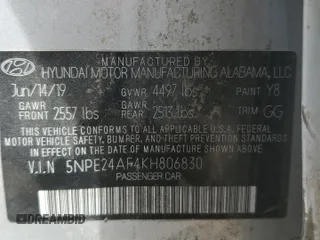 HYUNDAI MOTOR MANUFACTURING ALABAMA, LLC
MANUFACTURED BY
Jun/14/19 GVWR 4497 lbs PAINT Y8
GAWR FRONT 2557 lbs GAWR REAR 2513 lbs TRIM GG
THIS VEHICLE CONFORMS TO ALL APPLICABLE U.S.
FEDERAL MOTOR VEHICLE SAFETY, BUMPER, AND
THEFT PREVENTION STANDARDS IN EFFECT ON THE
DATE OF MANUFACTURE SHOWN ABOVE.
V.I.N 5NPE24AF4KH806830
PASSENGER CAR